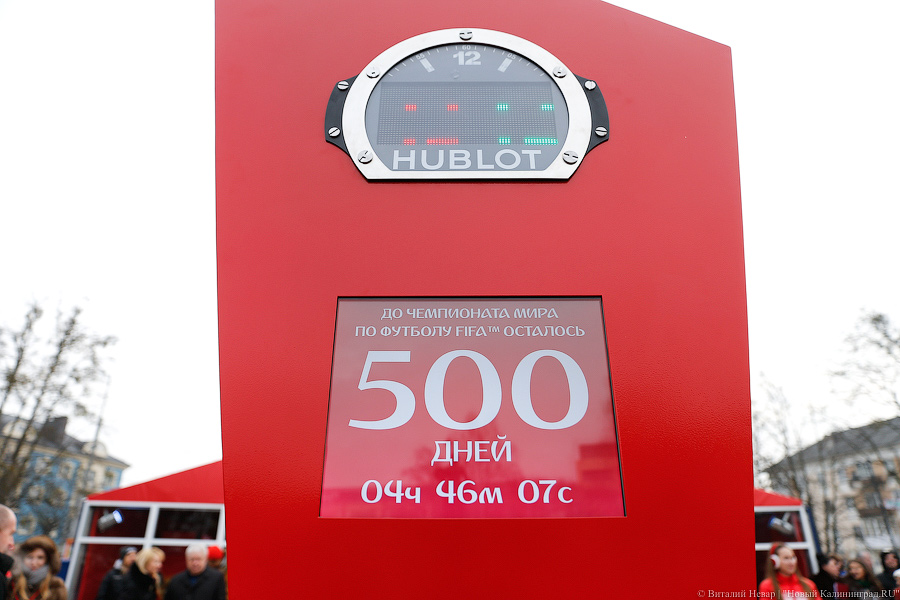 60
12
HUBLOT
ДО ЧЕМПИОНАТА МИРА
ПО ФУТБОЛУ FIFA™ ОСТАЛОСЬ
500
ДНЕЙ
04ч 46м 07с
© Виталий Невар / "Новый Калининград.RU"